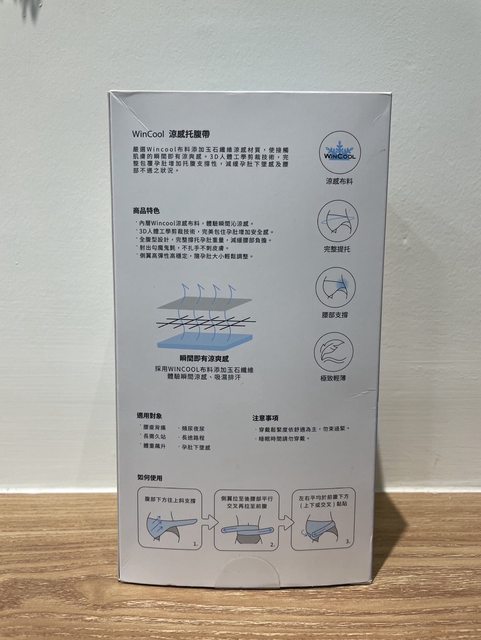 WinCool 涼感托腹帶
嚴選Wincool布料添加玉石纖維涼感材質，使接觸
肌膚的瞬間即有涼爽感。3D人體工學剪裁技術，完
整包覆孕肚增加托腹支撐性，減緩孕肚下墜感及腰
部不適之狀況。
WINCOOL
涼感布料
商品特色
‧內層Wincool涼感布料，體驗瞬間沁涼感。
‧3D人體工學剪裁技術，完美包住孕肚增加安全感。
‧全腹型設計，完整撐托孕肚重量，減緩腰部負擔。
‧射出勾魔鬼氈，不扎手不刺皮膚。
‧側翼高彈性高穩定，隨孕肚大小輕鬆調整。
完整提托
腰部支撐
極致輕薄
瞬間即有涼爽感
採用WINCOOL布料添加玉石纖維
體驗瞬間涼感、吸濕排汗
適用對象
‧腰痠背痛 ‧頻尿夜尿
‧長需久站 ‧長途路程
‧體重飆升 ‧孕肚下墜感
注意事項
‧穿戴鬆緊度依舒適為主，勿束過緊。
‧睡眠時間請勿穿戴。
如何使用
腹部下方往上斜支撐
1.
側翼拉至後腰部平行
交叉再拉至前腹
2.
左右平均於前腹下方
(上下或交叉)黏貼
3.